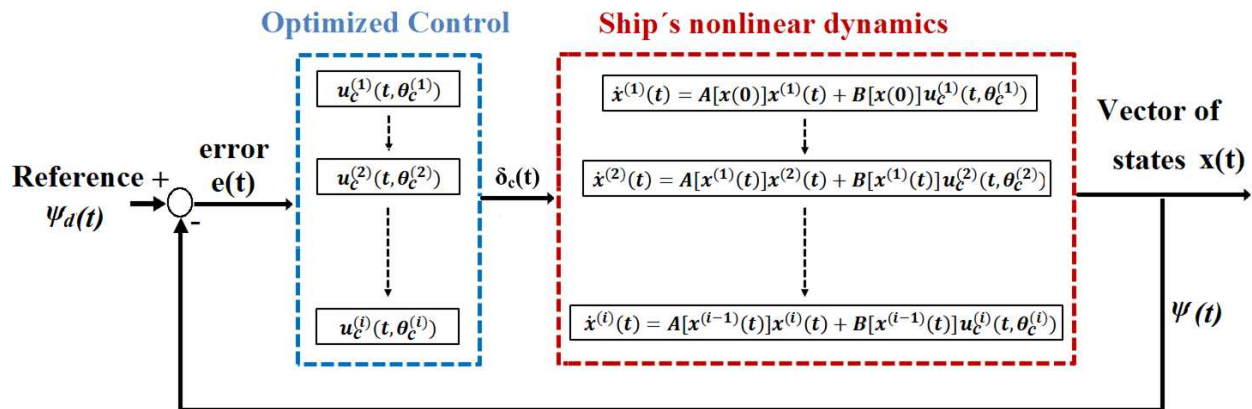 Optimized Control
Ship´s nonlinear dynamics
Reference +
ψ_d(t)
-
error
e(t)
u_c^(1)(t,θ_c^(1))
u_c^(2)(t,θ_c^(2))
u_c^(i)(t,θ_c^(i))
δ_c(t)
ẋ^(1)(t) = A[x(0)]x^(1)(t) + B[x(0)]u_c^(1)(t,θ_c^(1))
ẋ^(2)(t) = A[x^(1)(t)]x^(2)(t) + B[x^(1)(t)]u_c^(2)(t,θ_c^(2))
ẋ^(i)(t) = A[x^(i-1)(t)]x^(i)(t) + B[x^(i-1)(t)]u_c^(i)(t,θ_c^(i))
Vector of
states x(t)
ψ(t)